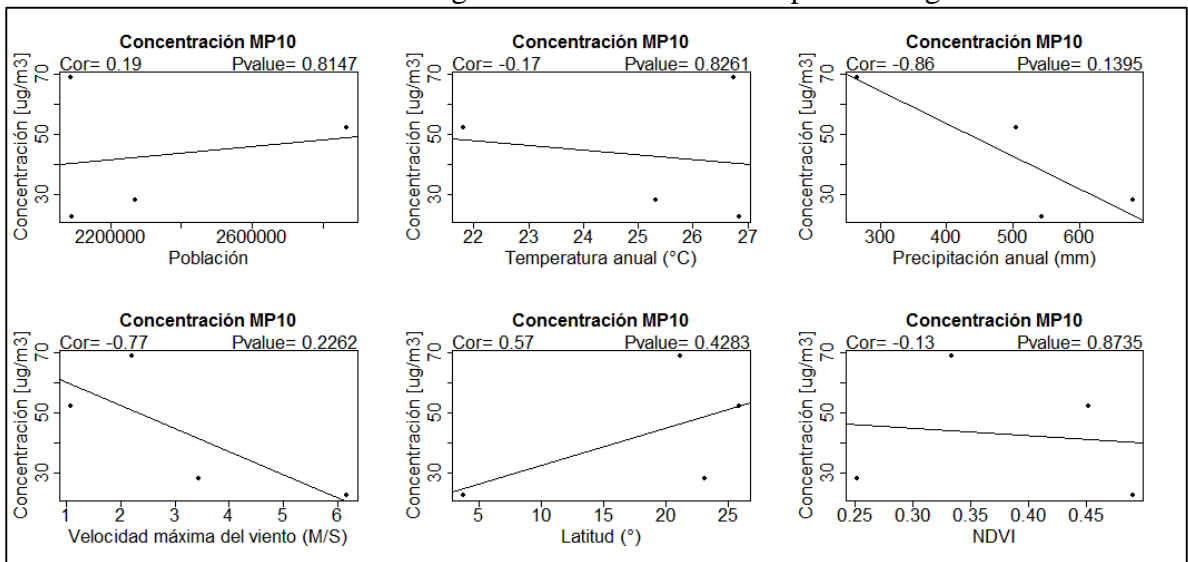 Concentración MP10
Cor= 0.19 Pvalue= 0.8147
Concentración [ug/m3]
70
50
30
2200000 2600000
Población
Concentración MP10
Cor= -0.17 Pvalue= 0.8261
Concentración [ug/m3]
70
50
30
22 23 24 25 26 27
Temperatura anual (°C)
Concentración MP10
Cor= -0.86 Pvalue= 0.1395
Concentración [ug/m3]
70
50
30
300 400 500 600
Precipitación anual (mm)
Concentración MP10
Cor= -0.77 Pvalue= 0.2262
Concentración [ug/m3]
70
50
30
1 2 3 4 5 6
Velocidad máxima del viento (M/S)
Concentración MP10
Cor= 0.57 Pvalue= 0.4283
Concentración [ug/m3]
70
50
30
5 10 15 20 25
Latitud (°)
Concentración MP10
Cor= -0.13 Pvalue= 0.8735
Concentración [ug/m3]
70
50
30
0.25 0.30 0.35 0.40 0.45
NDVI